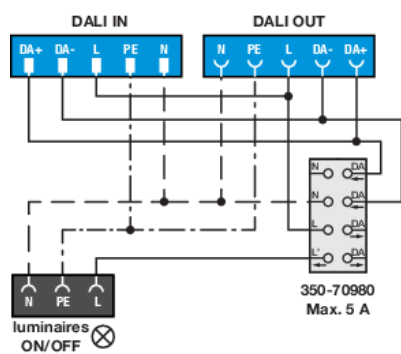 DALI IN
DALI OUT
DA+ DA- L PE N
N PE L DA- DA+
N DA
N DA
L DA
L' DA
N PE L
350-70980
Max. 5 A
luminaires
ON/OFF